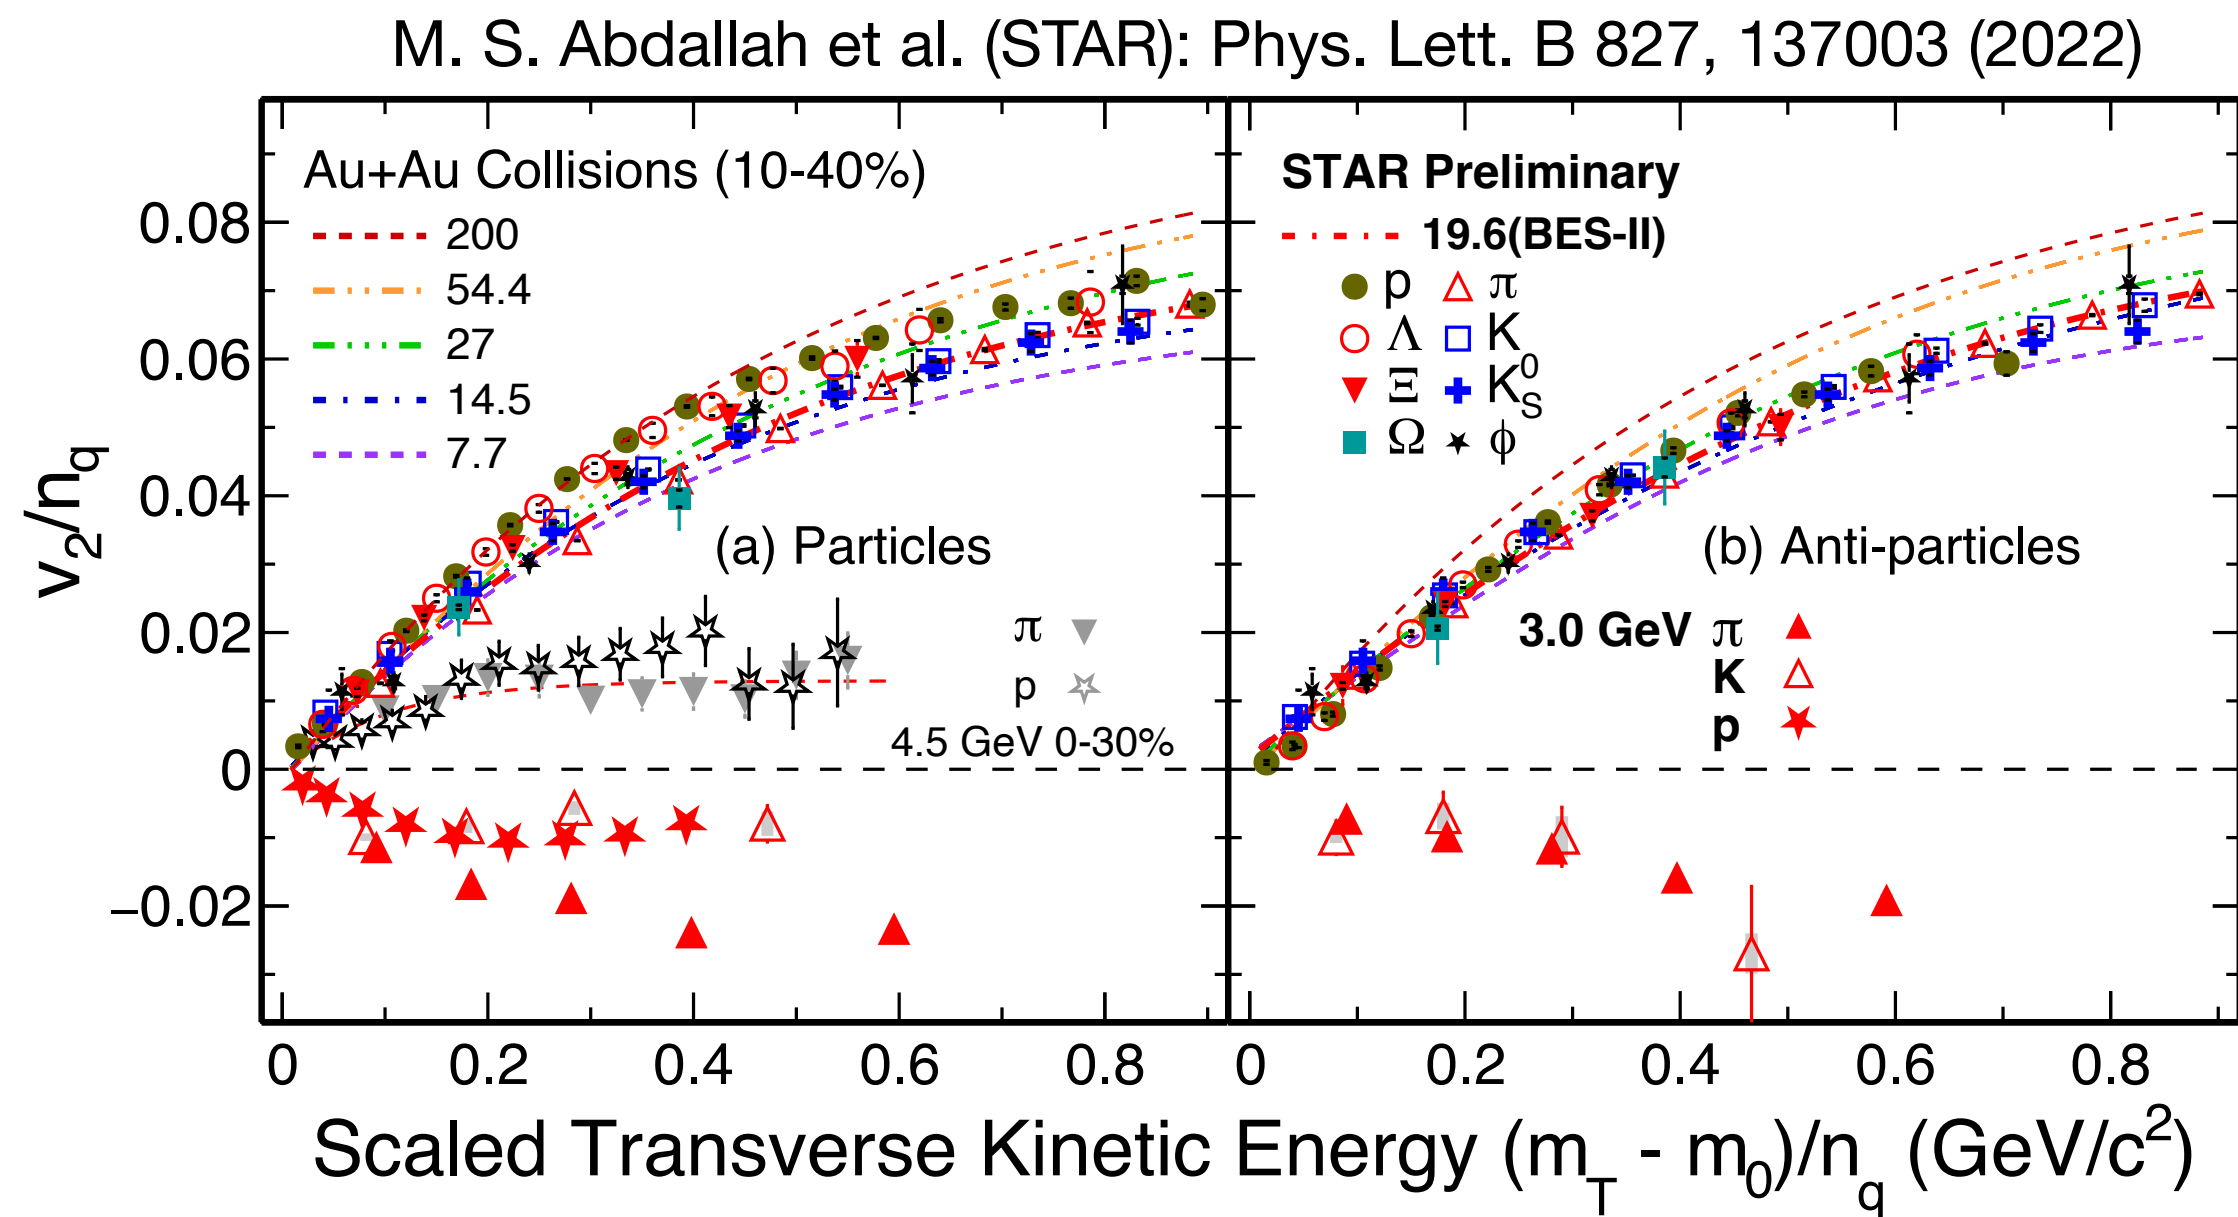 M. S. Abdallah et al. (STAR): Phys. Lett. B 827, 137003 (2022)
v₂/n_q
0.08
0.06
0.04
0.02
0
−0.02
Au+Au Collisions (10-40%)
200
54.4
27
14.5
7.7
(a) Particles
π
p
4.5 GeV 0-30%
STAR Preliminary
19.6(BES-II)
p π
Λ K
Ξ K⁰_S
Ω ϕ
(b) Anti-particles
3.0 GeV π
K
p
0 0.2 0.4 0.6 0.8
0 0.2 0.4 0.6 0.8
Scaled Transverse Kinetic Energy (m_T - m₀)/n_q (GeV/c²)